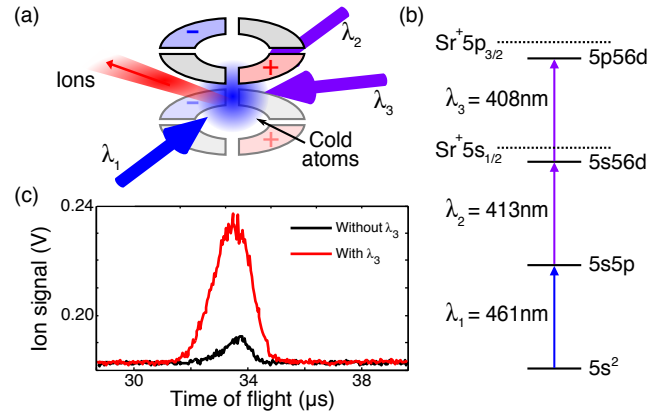 (a)
λ₂
Ions
λ₃
λ₁
Cold
atoms
−
+
−
+
(b)
Sr⁺5p₃/₂
5p56d
λ₃ = 408nm
Sr⁺5s₁/₂
5s56d
λ₂ = 413nm
5s5p
λ₁ = 461nm
5s²
(c)
0.24
0.20
Ion signal (V)
Without λ₃
With λ₃
30
34
38
Time of flight (μs)